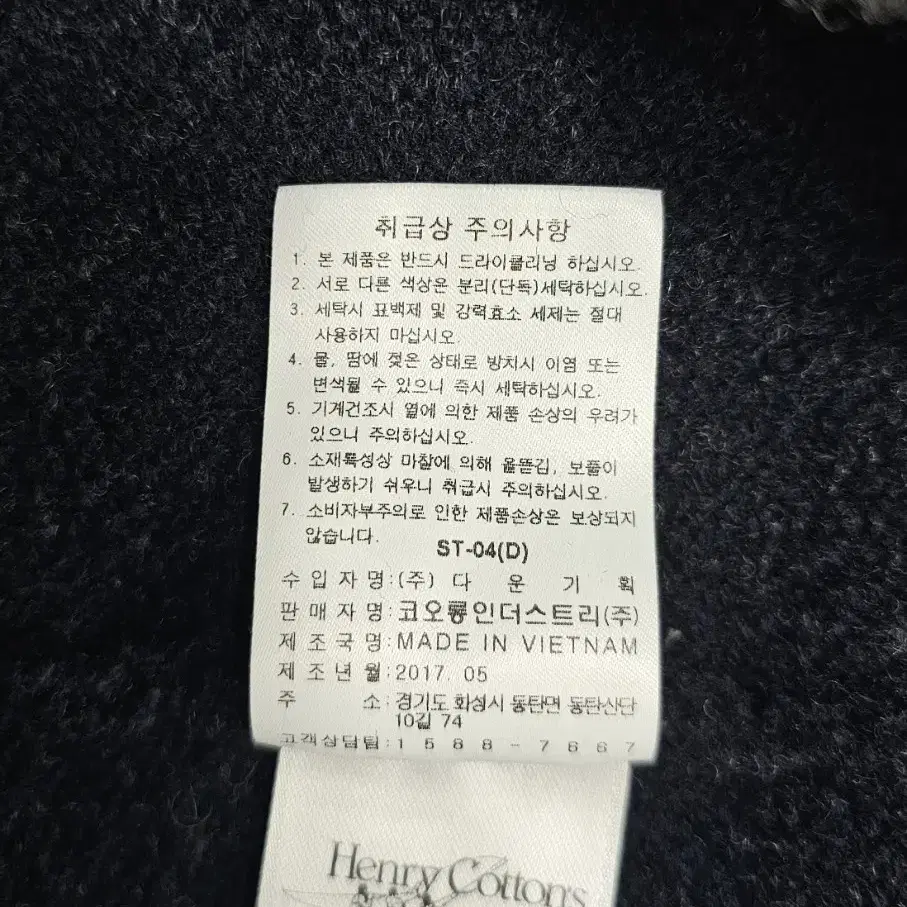 취급상 주의사항
1. 본 제품은 반드시 드라이클리닝 하십시오.
2. 서로 다른 색상은 분리(단독)세탁하십시오.
3. 세탁시 표백제 및 강력효소 세제는 절대
사용하지 마십시오.
4. 물, 땀에 젖은 상태로 방치시 이염 또는
변색될 수 있으니 즉시 세탁하십시오.
5. 기계건조시 열에 의한 제품 손상의 우려가
있으니 주의하십시오.
6. 소재특성상 마찰에 의해 올뜯김, 보풀이
발생하기 쉬우니 취급시 주의하십시오.
7. 소비자부주의로 인한 제품손상은 보상되지
않습니다.
ST-04(D)
수입자명:(주)다운기획
판매자명:코오롱인더스트리(주)
제조국명:MADE IN VIETNAM
제조년월:2017. 05
주 소:경기도 화성시 동탄면 동탄산단
10길 74
고객상담팀:1588-7667
Henry Cotton's